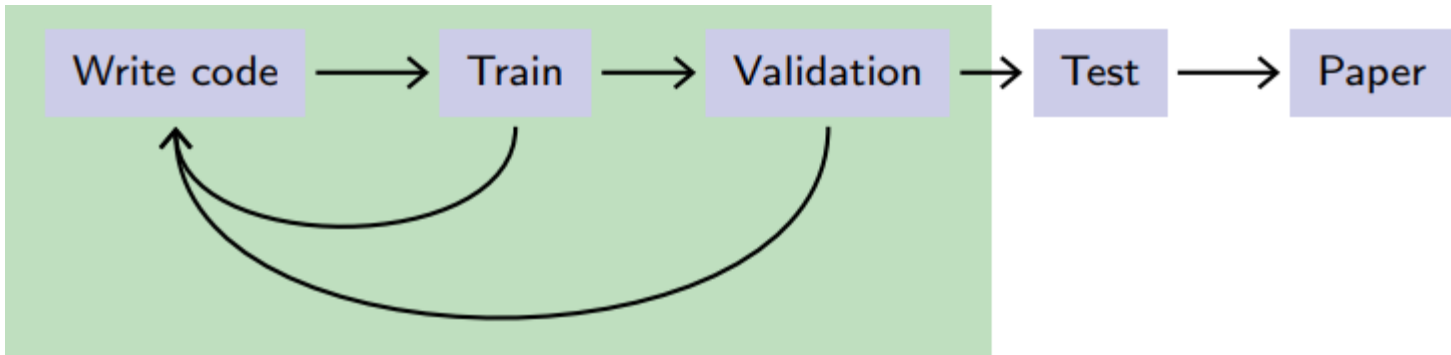 Write code
Train
Validation
Test
Paper